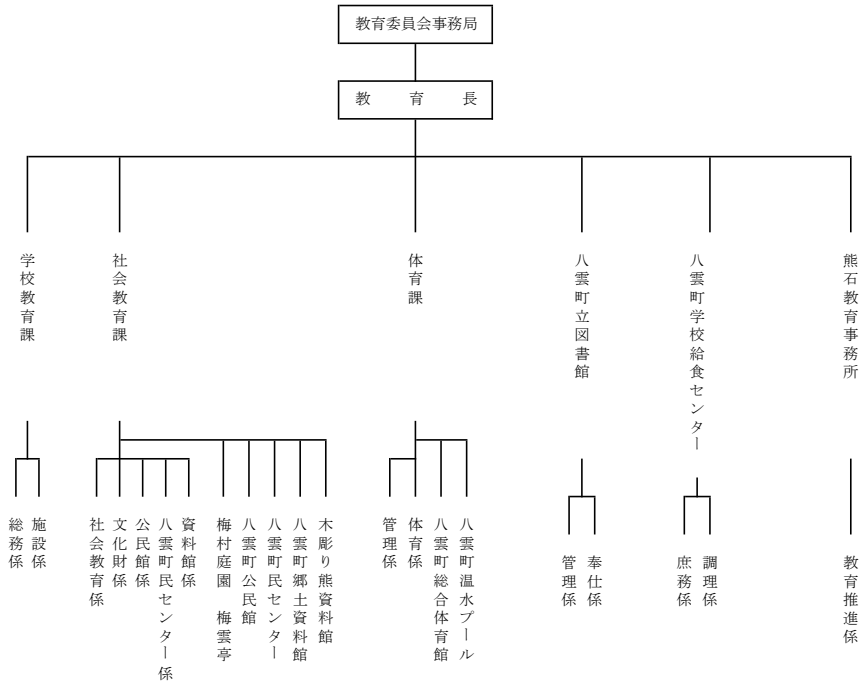 教育委員会事務局
教育長
学校教育課
社会教育課
体育課
八雲町立図書館
八雲町学校給食センター
熊石教育事務所
総務係
施設係
社会教育係
文化財係
公民館係
八雲町民センター係
資料館係
梅村庭園 梅雲亭
八雲町公民館
八雲町民センター
八雲町郷土資料館
木彫り熊資料館
管理係
体育係
八雲町総合体育館
八雲町温水プール
管理係
奉仕係
庶務係
調理係
教育推進係